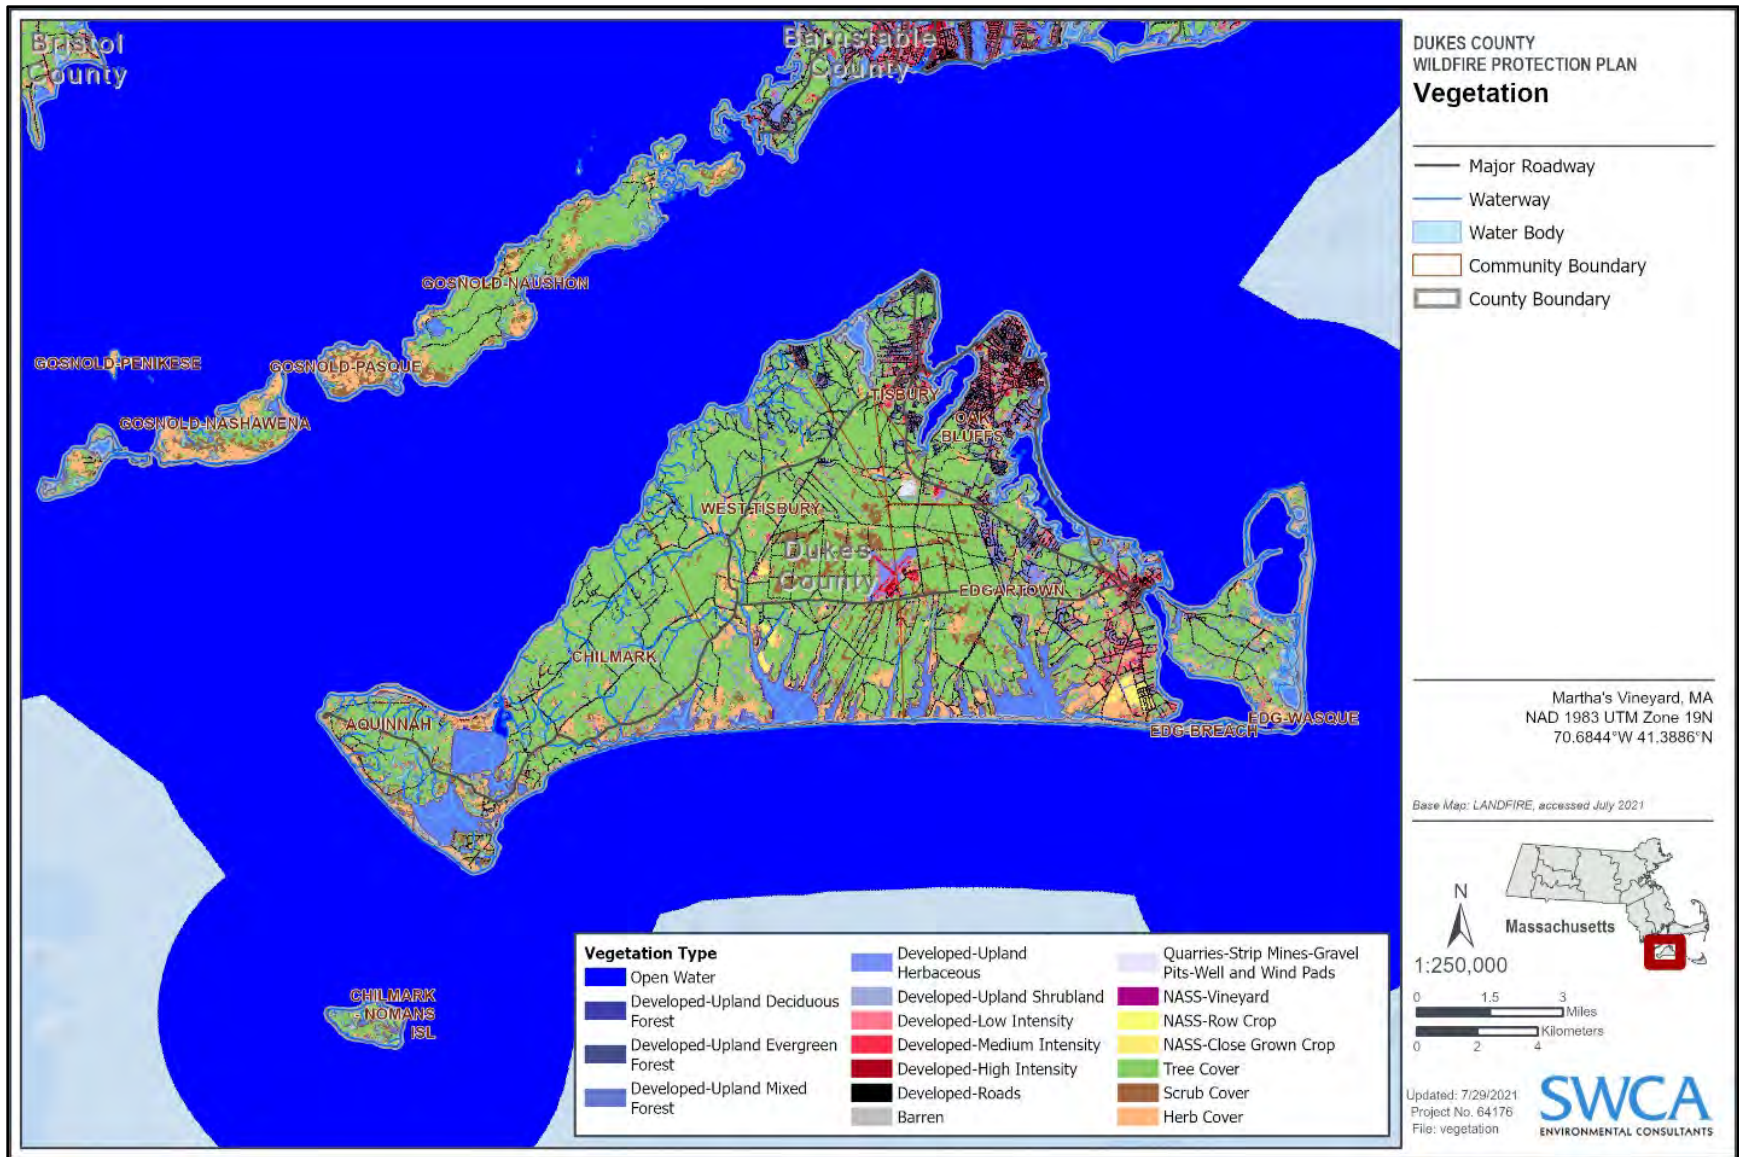 Bristol
County
Barnstable
County
GOSNOLD-NAUSHON
GOSNOLD-PENIKESE
GOSNOLD-PASQUE
GOSNOLD-NASHAWENA
TISBURY
OAK
BLUFFS
WEST TISBURY
Dukes
County
EDGARTOWN
CHILMARK
AQUINNAH
EDG-WASQUE
EDG-BREACH
CHILMARK
- NOMANS
ISL
DUKES COUNTY
WILDFIRE PROTECTION PLAN
Vegetation
Major Roadway
Waterway
Water Body
Community Boundary
County Boundary
Martha's Vineyard, MA
NAD 1983 UTM Zone 19N
70.6844°W 41.3886°N
Base Map: LANDFIRE, accessed July 2021
N
Massachusetts
1:250,000
0 1.5 3
Miles
Kilometers
0 2 4
Updated: 7/29/2021
Project No. 64176
File: vegetation
SWCA
ENVIRONMENTAL CONSULTANTS
Vegetation Type
Open Water
Developed-Upland Deciduous
Forest
Developed-Upland Evergreen
Forest
Developed-Upland Mixed
Forest
Developed-Upland
Herbaceous
Developed-Upland Shrubland
Developed-Low Intensity
Developed-Medium Intensity
Developed-High Intensity
Developed-Roads
Barren
Quarries-Strip Mines-Gravel
Pits-Well and Wind Pads
NASS-Vineyard
NASS-Row Crop
NASS-Close Grown Crop
Tree Cover
Scrub Cover
Herb Cover